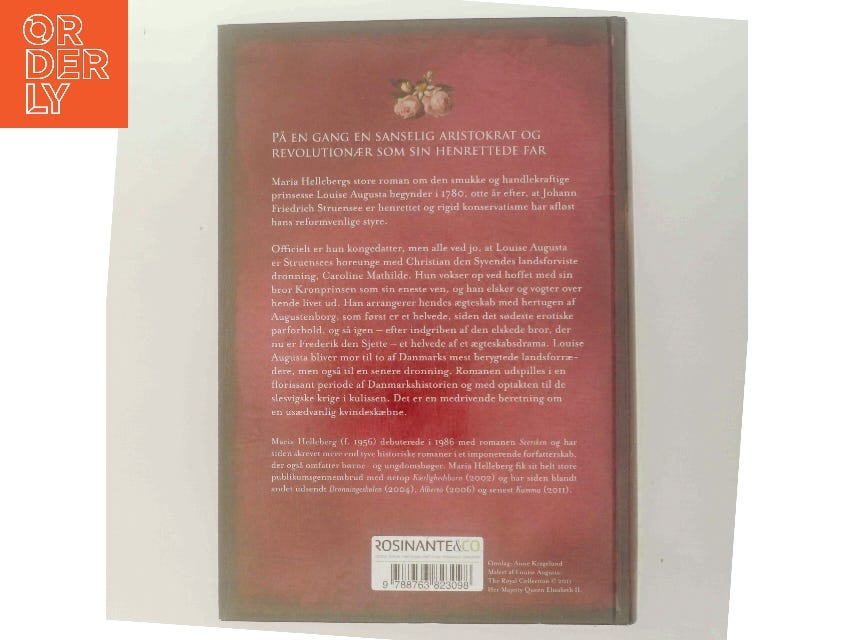 OR
DER
LY
PÅ EN GANG EN SANSELIG ARISTOKRAT OG
REVOLUTIONÆR SOM SIN HENRETTEDE FAR
Maria Hellebergs store roman om den smukke og handlekraftige
prinsesse Louise Augusta begynder i 1780, otte år efter, at Johann
Friedrich Struensee er henrettet og rigid konservatisme har afløst
hans reformvenlige styre.
Officielt er hun kongedatter, men alle ved jo, at Louise Augusta
er Struensees horeunge med Christian den Syvendes landsforviste
dronning, Caroline Mathilde. Hun vokser op ved hoffet med sin
bror Kronprinsen som sin eneste ven, og han elsker og vogter over
hende livet ud. Han arrangerer hendes ægteskab med hertugen af
Augustenborg, som først er et helvede, siden det sødeste erotiske
parforhold, og så igen – efter indgriben af den elskede bror, der
nu er Frederik den Sjette – et helvede af et ægteskabsdrama. Louise
Augusta bliver mor til to af Danmarks mest berygtede landsforræ-
dere, men også til en senere dronning. Romanen udspilles i en
florissant periode af Danmarkshistorien og med optakten til de
slesvigske krige i kulissen. Det er en medrivende beretning om
en usædvanlig kvindeskæbne.
Maria Helleberg (f. 1956) debuterede i 1986 med romanen Sæersken og har
siden skrevet mere end tyve historiske romaner i et imponerende forfatterskab,
der også omfatter børne- og ungdomsbøger. Maria Helleberg fik sit helt store
publikumsgennembrud med netop Kærlighedsbarn (2002) og har siden blandt
andet udsendt Dronningeskolen (2004), Alberta (2006) og senest Kamma (2011).
ROSINANTE&CO
9 788763 823098
Omslag: Anne Kragelund
Maleri af Louise Augusta:
The Royal Collection © 2011
Her Majesty Queen Elizabeth II.